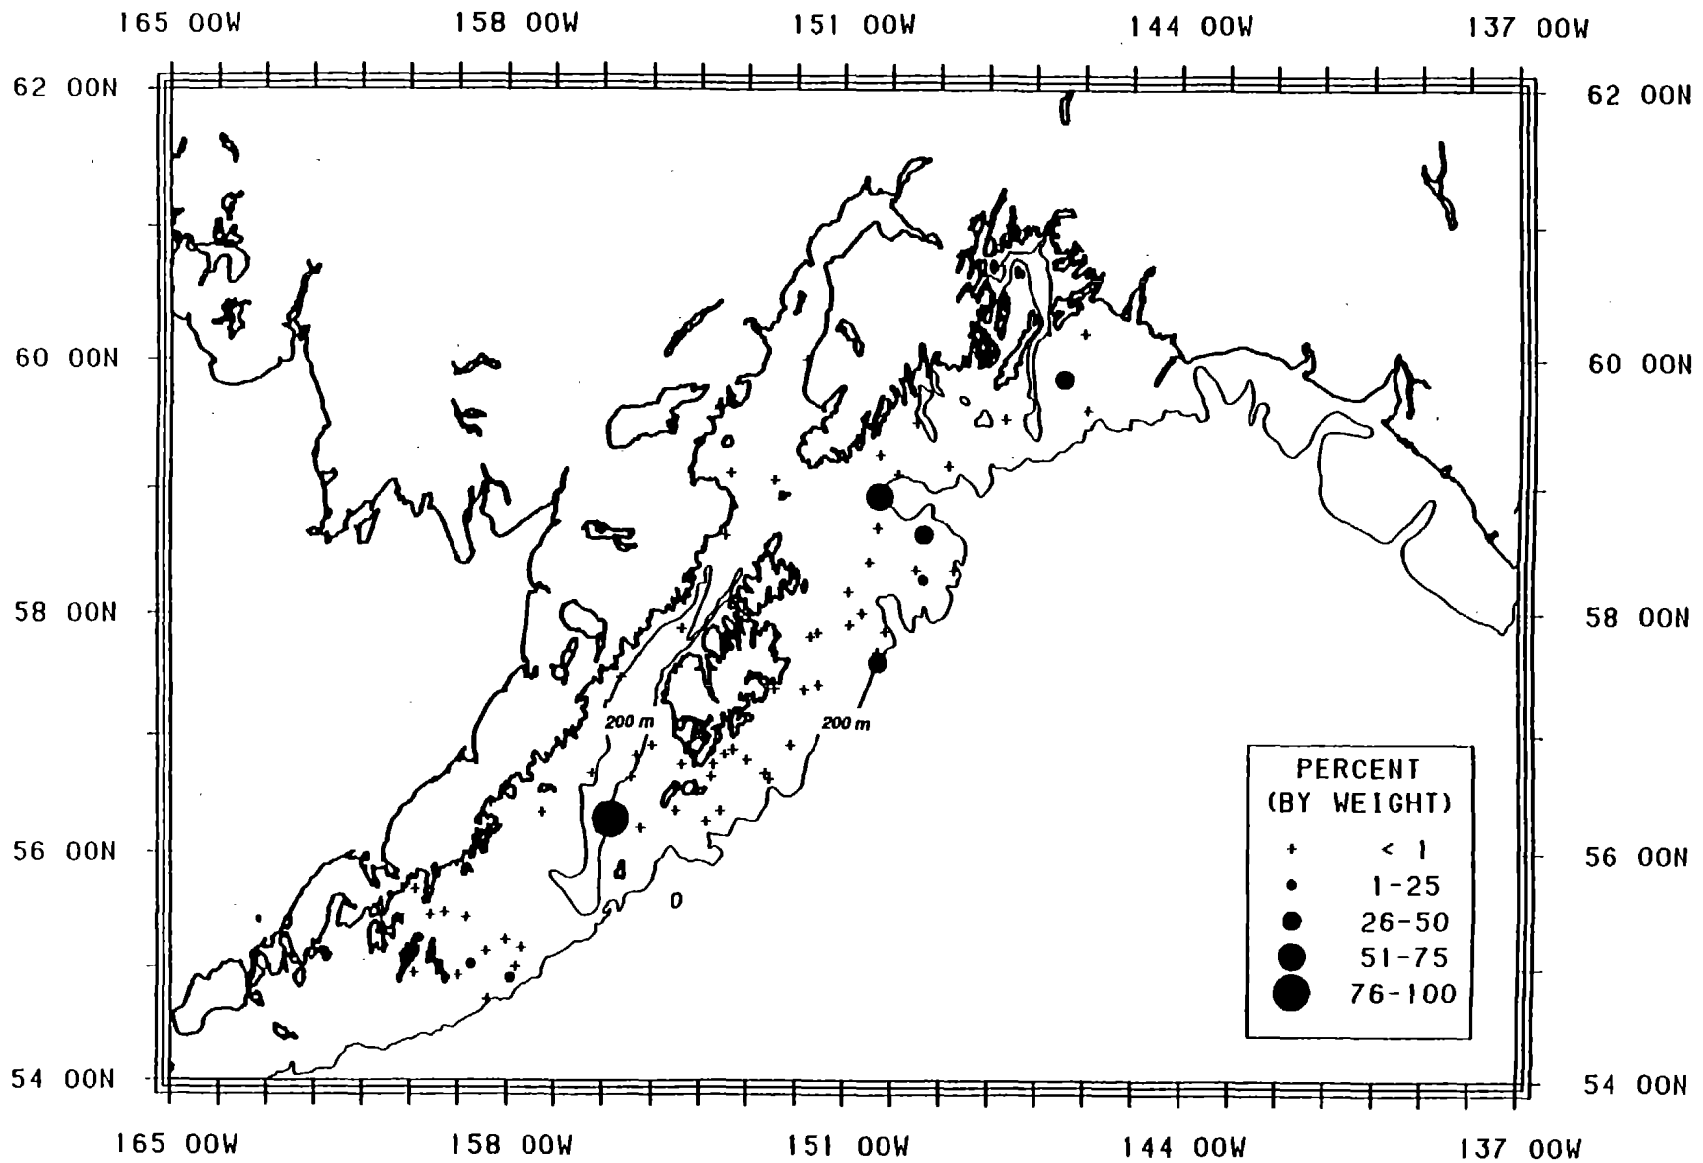 165 00W 158 00W 151 00W 144 00W 137 00W
62 00N 62 00N
60 00N 60 00N
58 00N 58 00N
200 m 200 m
PERCENT
(BY WEIGHT)
< 1
1-25
26-50
51-75
76-100
56 00N 56 00N
54 00N 54 00N
165 00W 158 00W 151 00W 144 00W 137 00W